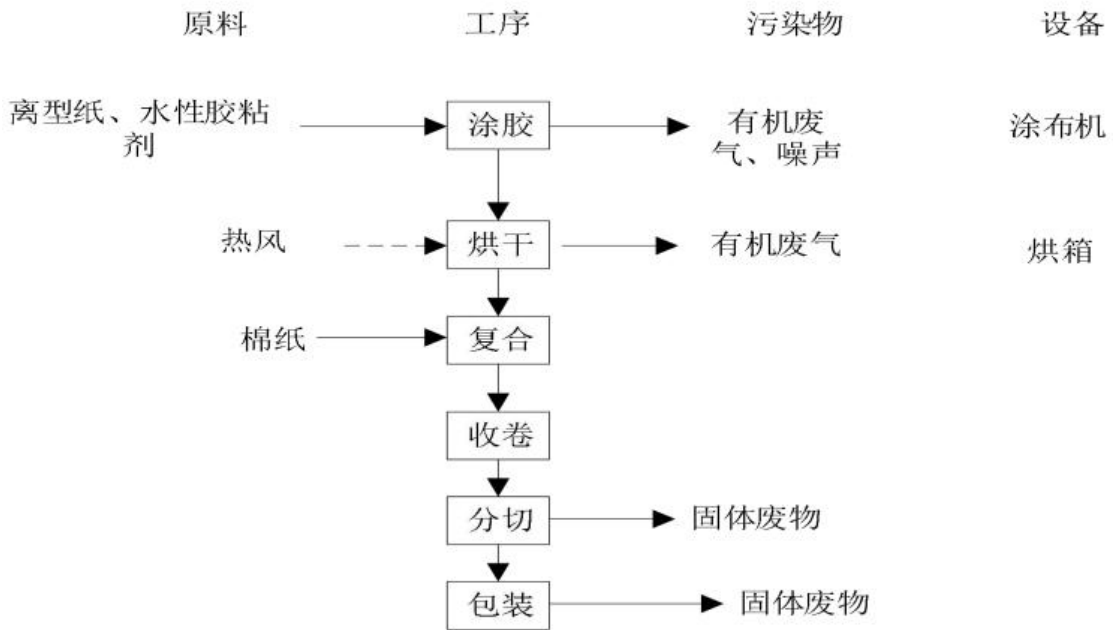 原料 工序 污染物 设备
离型纸、水性胶粘
剂
涂胶
有机废
气、噪声
涂布机
热风
烘干
有机废气
烘箱
棉纸
复合
收卷
分切
固体废物
包装
固体废物